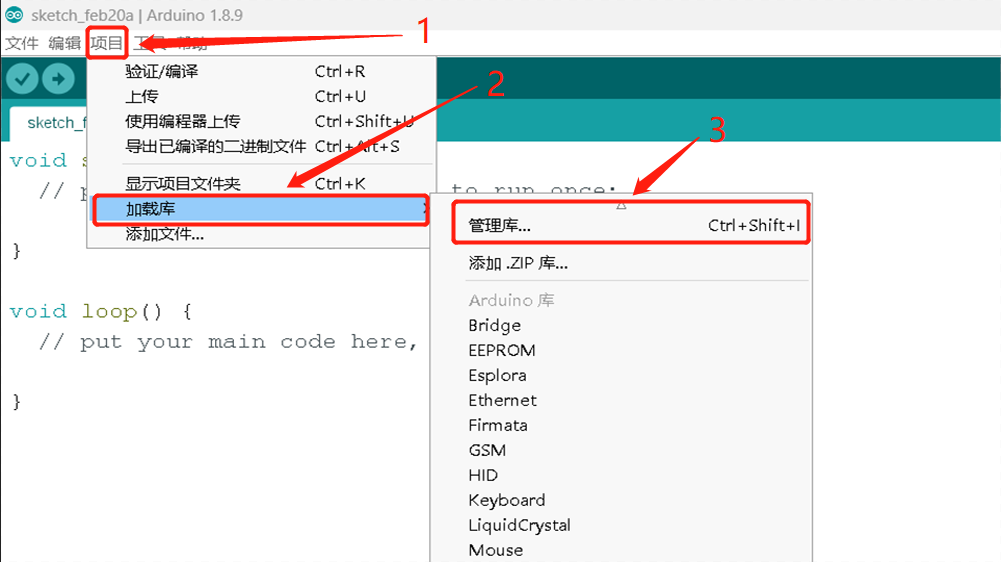 sketch_feb20a | Arduino 1.8.9
文件 编辑 项目 工具 帮助
1
验证/编译 Ctrl+R
2
上传 Ctrl+U
使用编程器上传 Ctrl+Shift+U
sketch_f
导出已编译的二进制文件 Ctrl+Alt+S
3
void s
显示项目文件夹 Ctrl+K
// p to run once:
加载库
管理库... Ctrl+Shift+I
添加文件...
}
添加 .ZIP 库...
Arduino 库
void loop() {
Bridge
// put your main code here,
EEPROM
Esplora
}
Ethernet
Firmata
GSM
HID
Keyboard
LiquidCrystal
Mouse